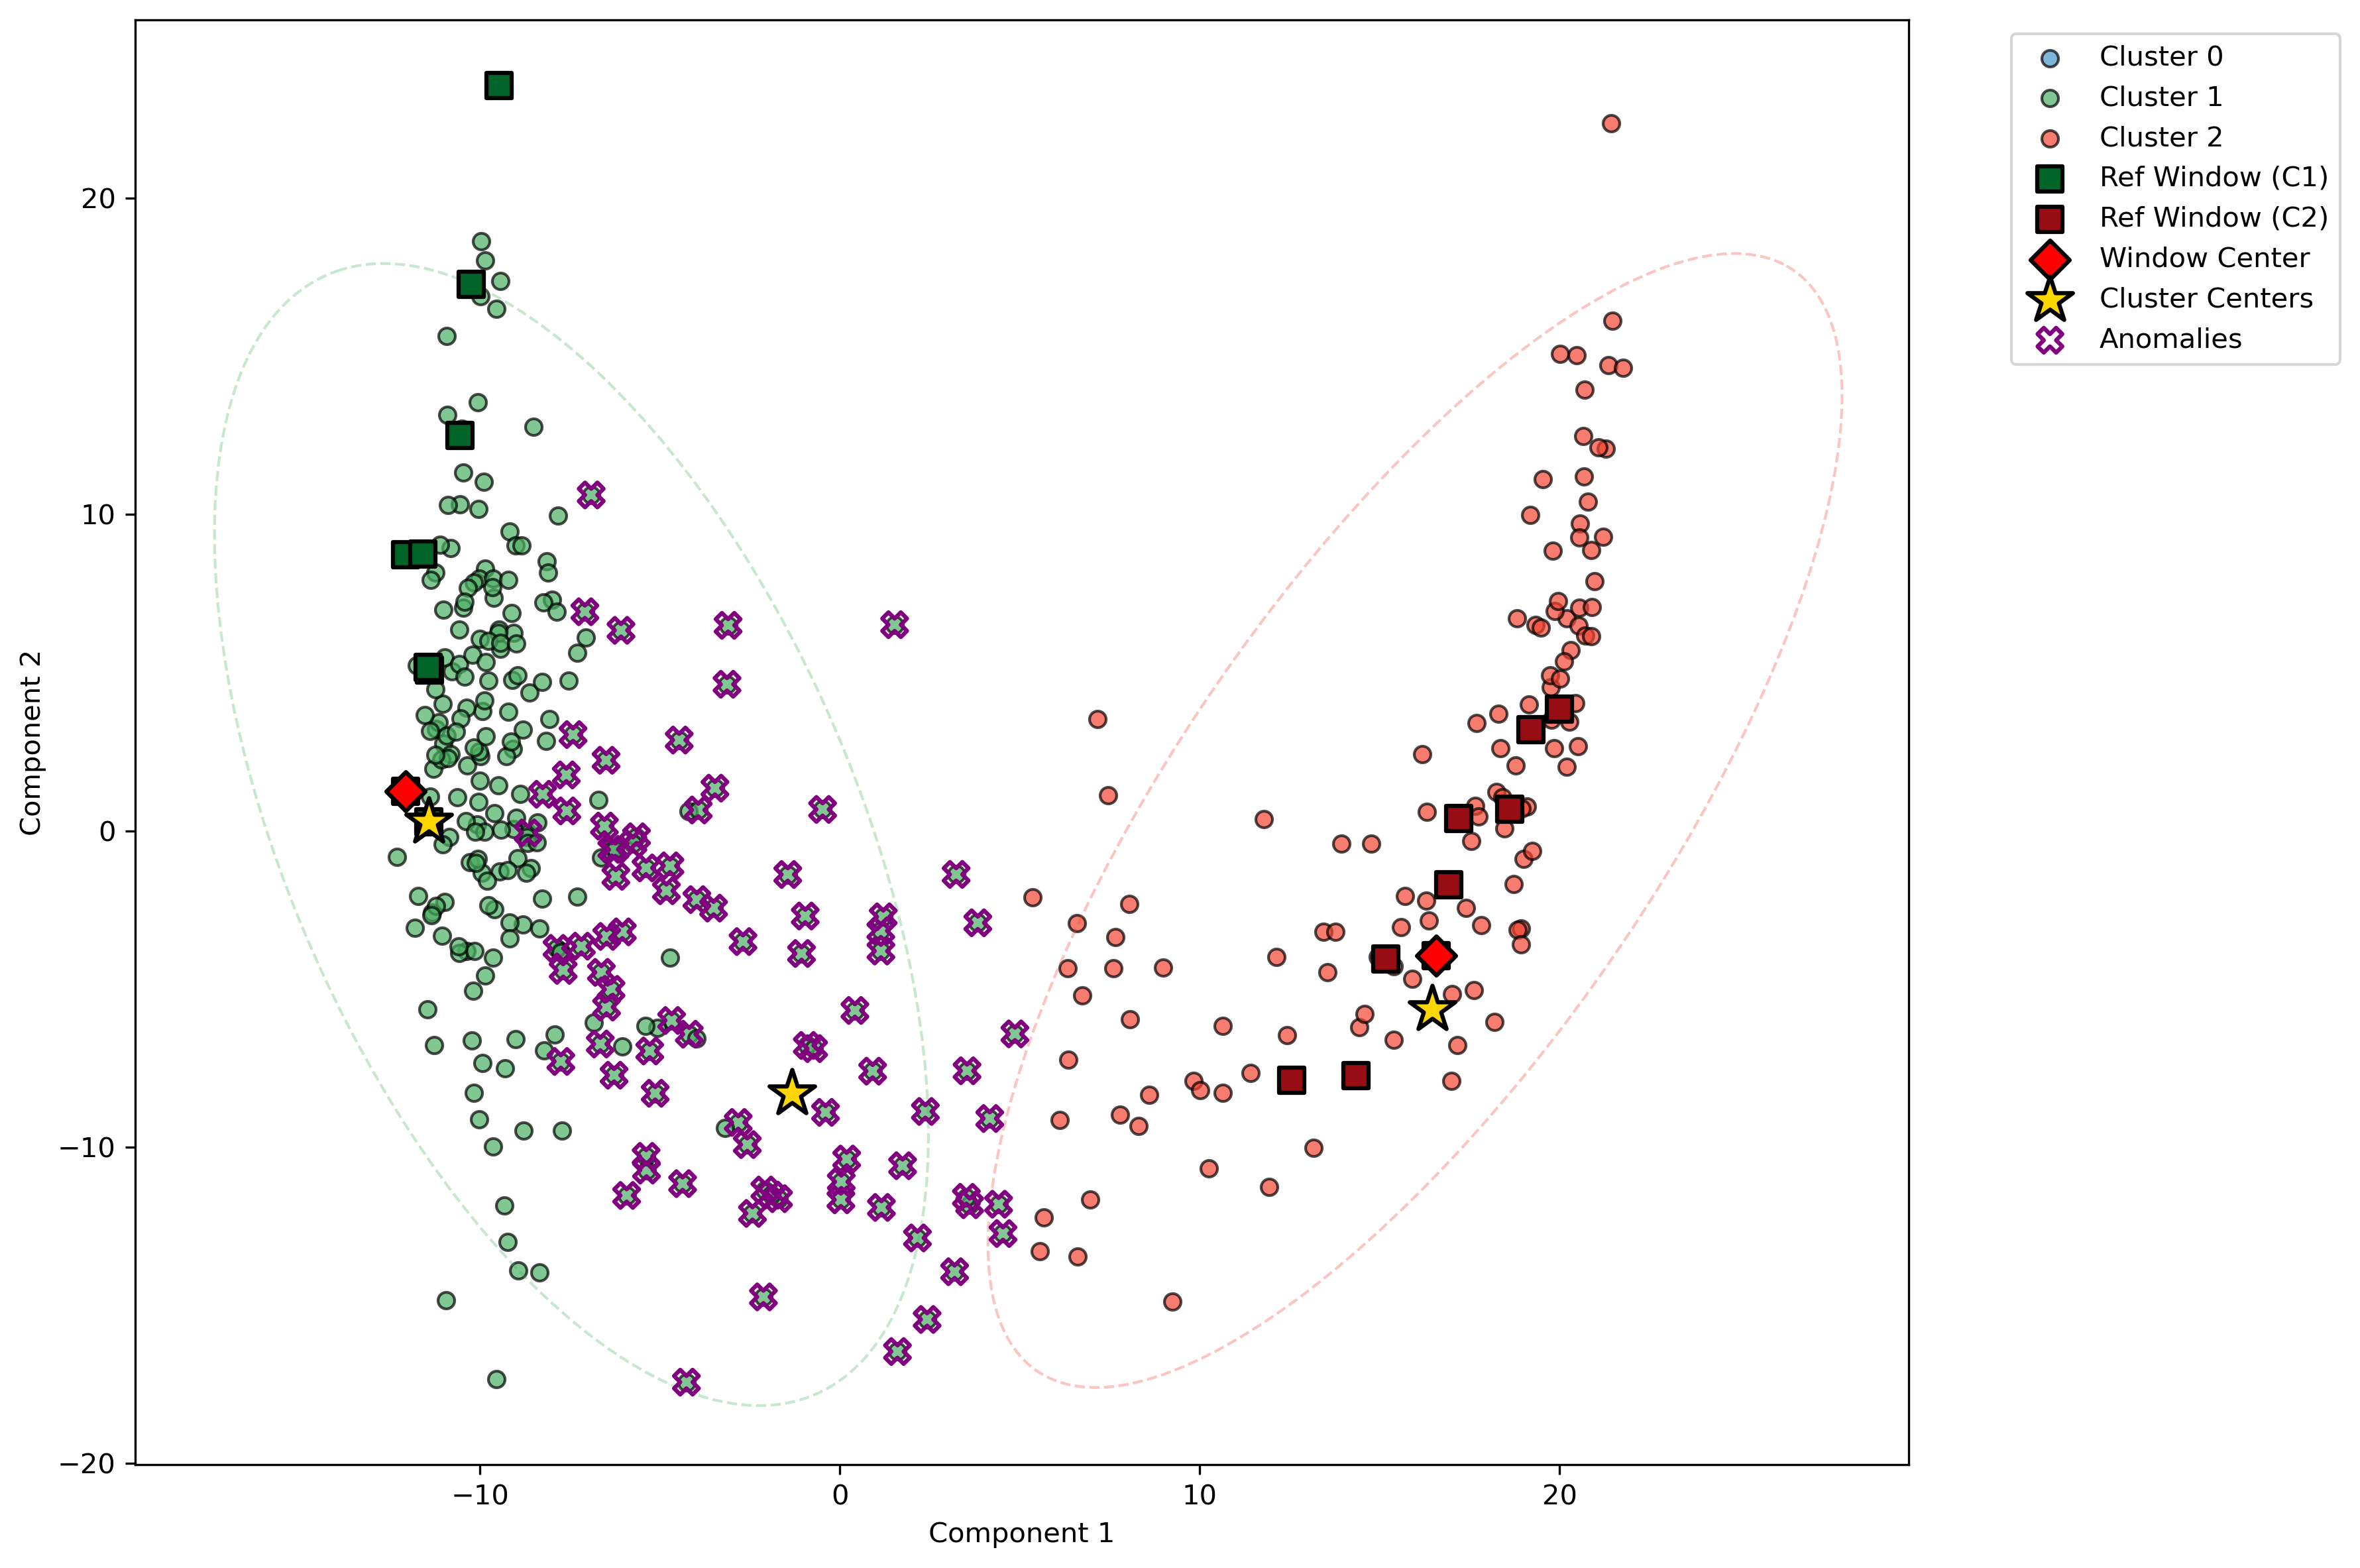 20
10
0
−10
−20
Component 2
−10
0
10
20
Component 1
Cluster 0
Cluster 1
Cluster 2
Ref Window (C1)
Ref Window (C2)
Window Center
Cluster Centers
Anomalies